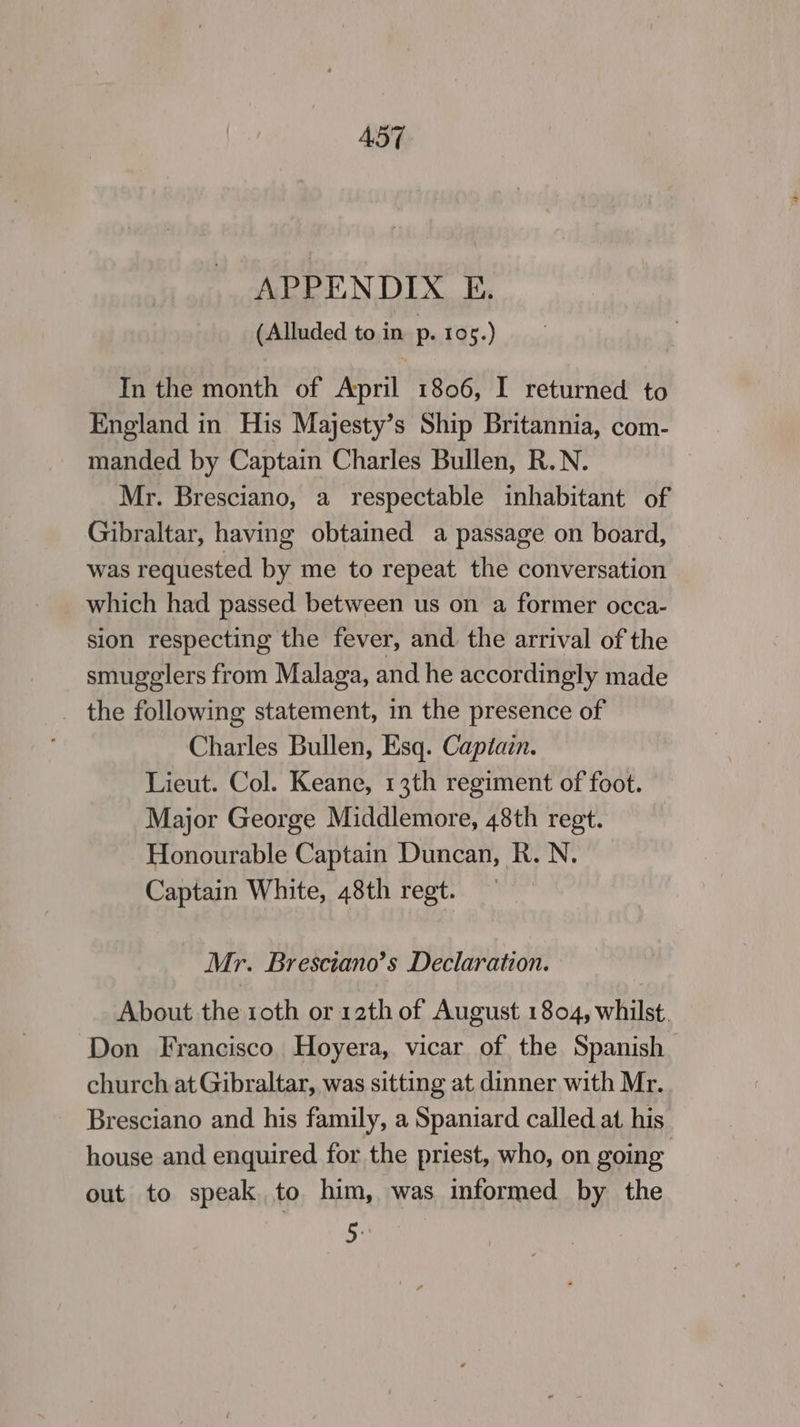 457
APPENDIX E.
(Alluded to in p. 105.)
In the month of April 1806, I returned to
England in His Majesty's Ship Britannia, com-
manded by Captain Charles Bullen, R. N.
Mr. Bresciano, a respectable inhabitant of
Gibraltar, having obtained a passage on board,
was requested by me to repeat the conversation
which had passed between us on a former occa-
sion respecting the fever, and the arrival of the
smugglers from Malaga, and he accordingly made
the following statement, in the presence of
Charles Bullen, Esq. Captain.
Lieut. Col. Keane, 13th regiment of foot.
Major George Middlemore, 48th regt.
Honourable Captain Duncan, R. N.
Captain White, 48th regt.
Mr. Bresciano's Declaration.
About the 10th or 12th of August 1804, whilst
Don Francisco Hoyera, vicar of the Spanish
church at Gibraltar, was sitting at dinner with Mr.
Bresciano and his family, a Spaniard called at his
house and enquired for the priest, who, on going
out to speak to him, was informed by the
5